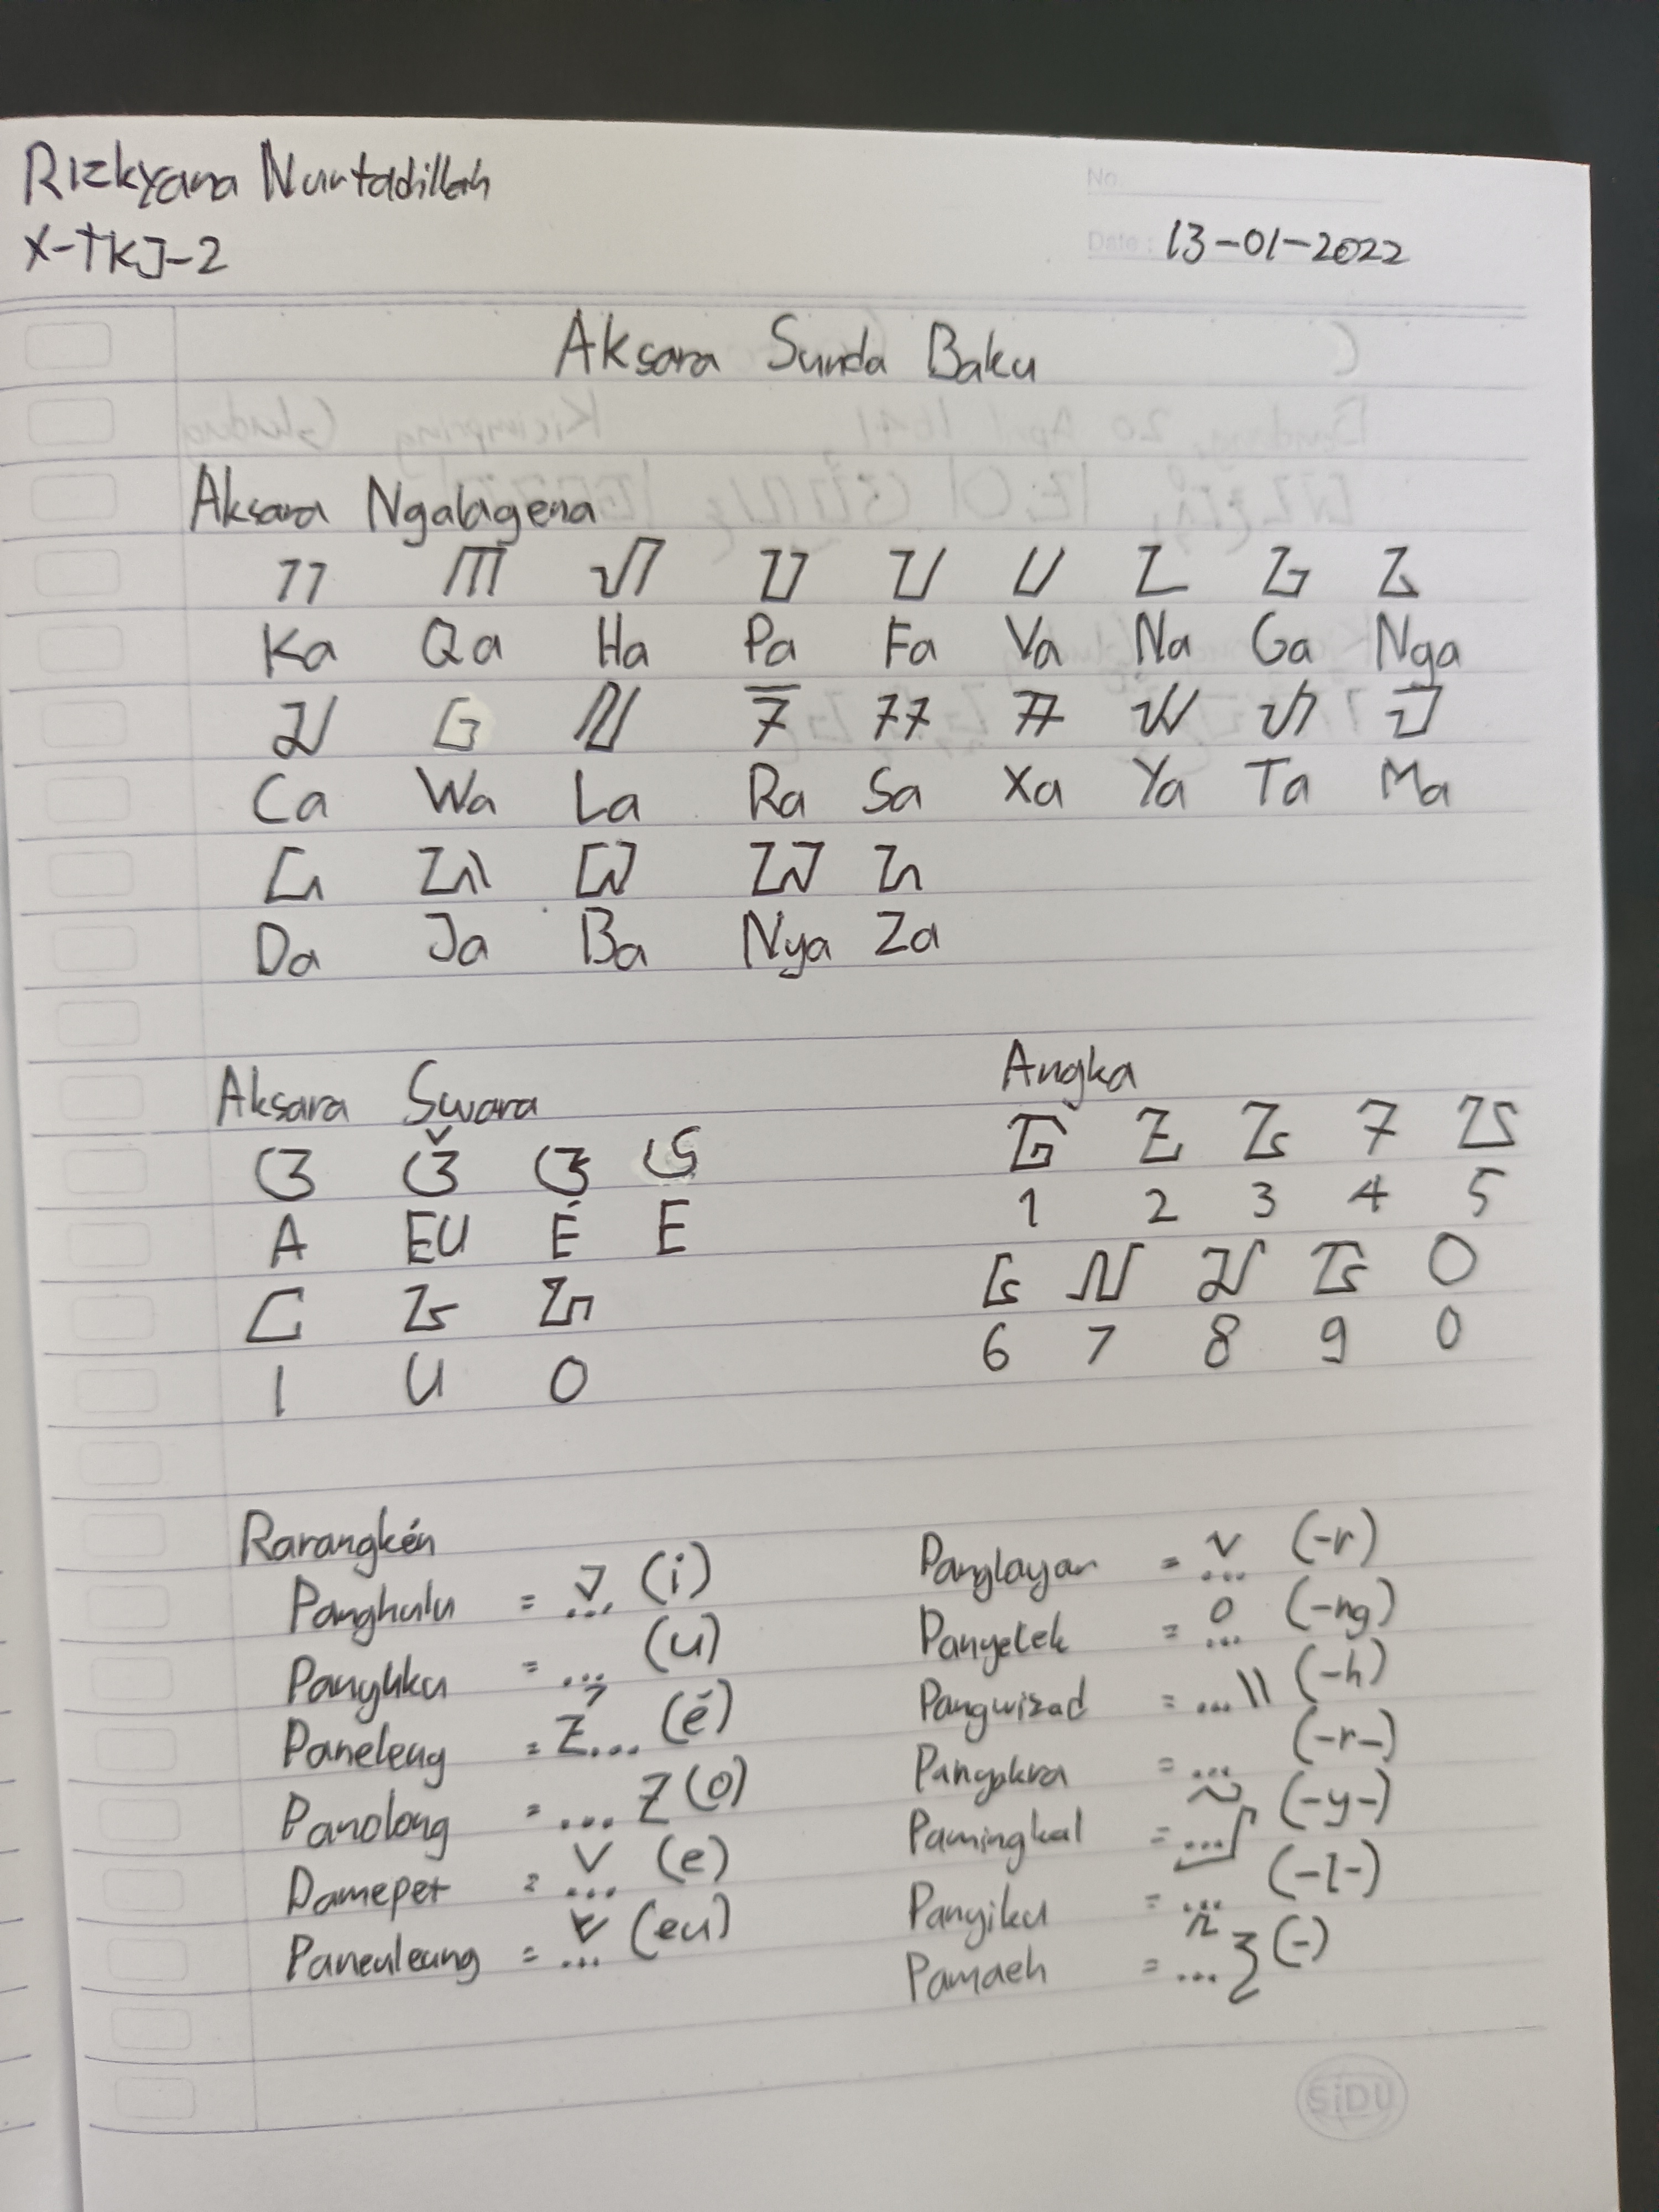 Rizkyana Nurfadillah
X-TKJ-2
No.
Date : 13-01-2022
Aksara Sunda Baku
Aksara Ngalagena
ᮊ ᮋ ᮠ ᮕ ᮖ ᮗ ᮔ ᮌ ᮍ
Ka Qa Ha Pa Fa Va Na Ga Nga
ᮎ ᮝ ᮜ ᮛ ᮞ ᮟ ᮚ ᮒ ᮙ
Ca Wa La Ra Sa Xa Ya Ta Ma
ᮓ ᮏ ᮘ ᮑ ᮐ
Da Ja Ba Nya Za
Aksara Swara
ᮃ ᮉ ᮆ ᮈ
A EU É E
ᮄ ᮅ ᮇ
I U O
Angka
᮱ ᮲ ᮳ ᮴ ᮵
1 2 3 4 5
᮶ ᮷ ᮸ ᮹ ᮰
6 7 8 9 0
Rarangkén
Panghulu = ... (i)
Panyuku = ... (u)
Paneleng = ... (é)
Panolong = ... (o)
Pamepet = ... (e)
Paneuleung = ... (eu)
Panglayar = ... (-r)
Panyecek = ... (-ng)
Pangwisad = ... (-h)
Panyakra = ... (-r-)
Pamingkal = ... (-y-)
Panyiku = ... (-l-)
Pamaeh = ... (-)
SiDU